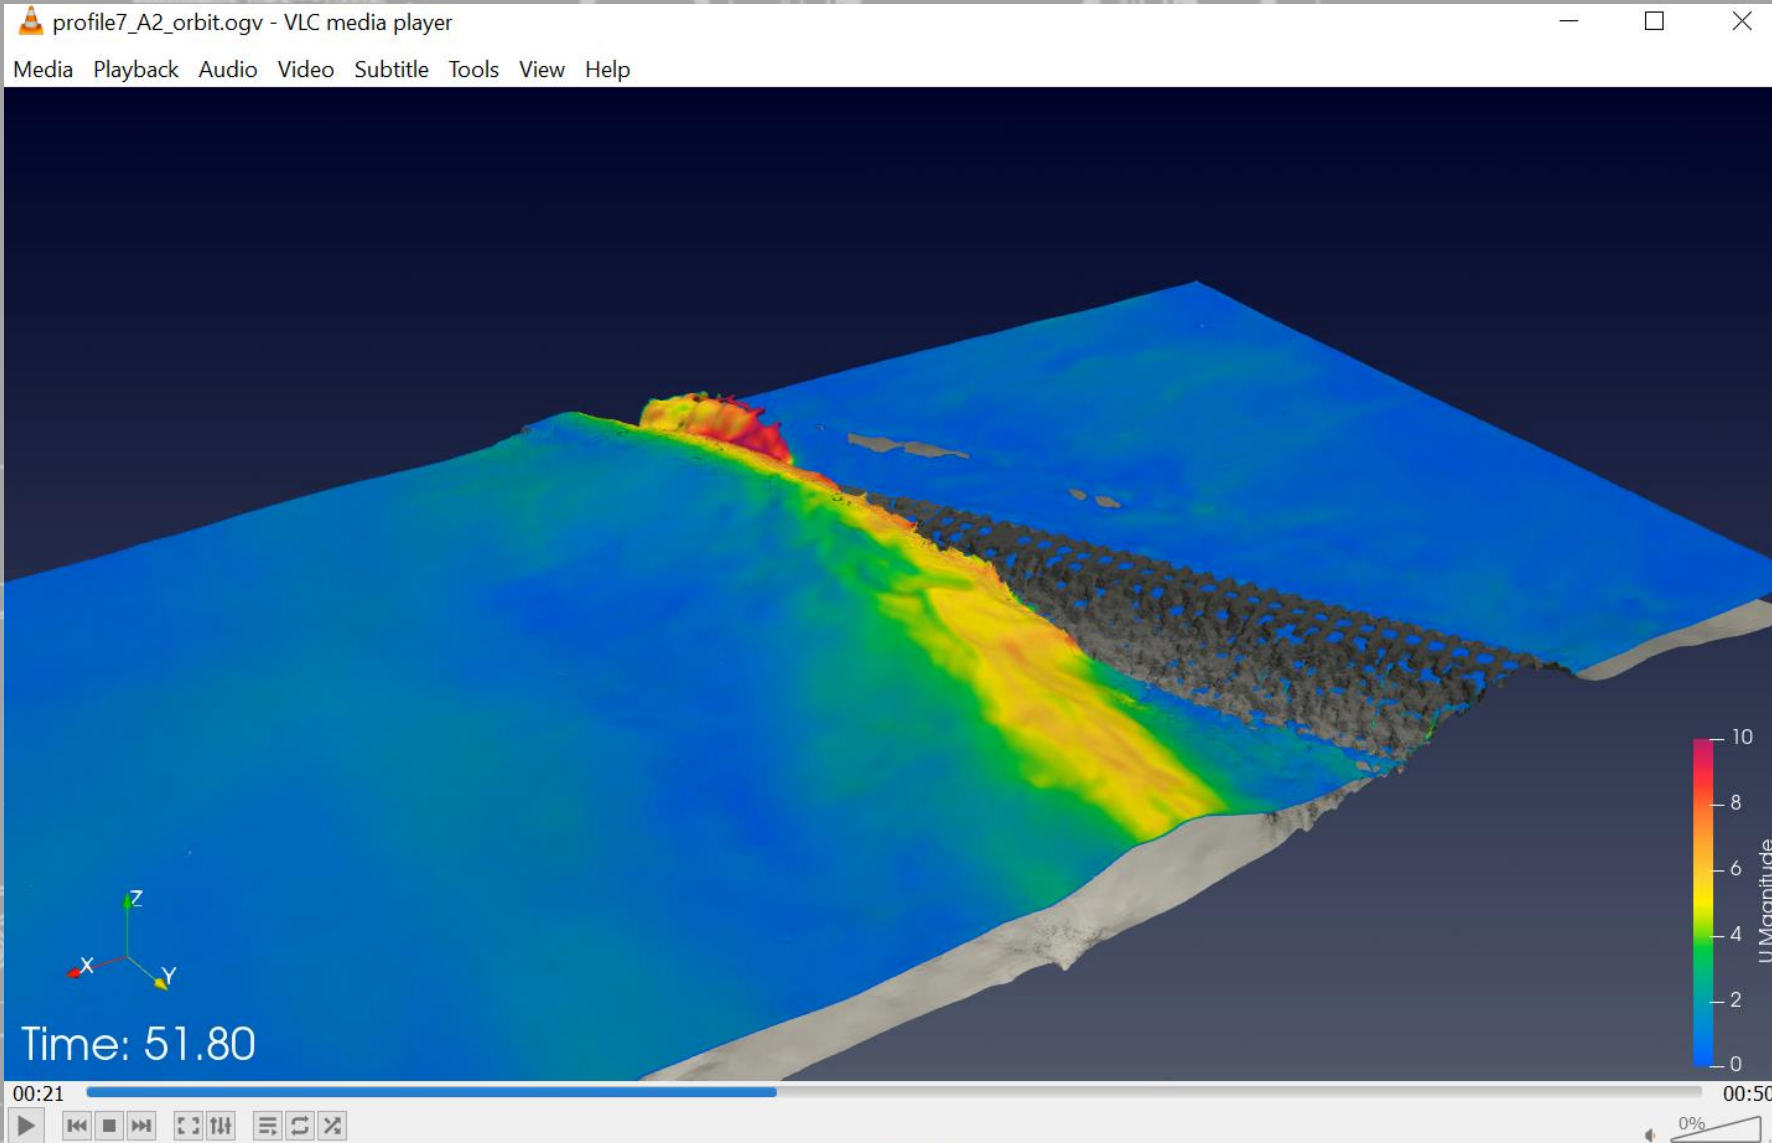 profile7_A2_orbit.ogv - VLC media player
Media Playback Audio Video Subtitle Tools View Help
10
8
6
4
2
0
U Magnitude
Z
X
Y
Time: 51.80
00:21
00:50
0%